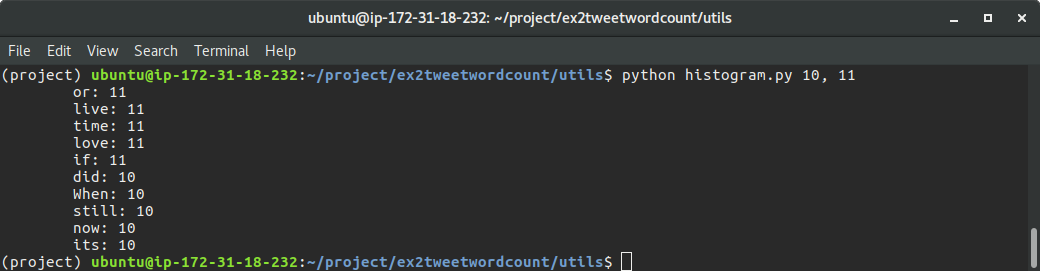 ubuntu@ip-172-31-18-232: ~/project/ex2tweetwordcount/utils
File Edit View Search Terminal Help
(project) ubuntu@ip-172-31-18-232:~/project/ex2tweetwordcount/utils$ python histogram.py 10, 11
or: 11
live: 11
time: 11
love: 11
if: 11
did: 10
When: 10
still: 10
now: 10
its: 10
(project) ubuntu@ip-172-31-18-232:~/project/ex2tweetwordcount/utils$